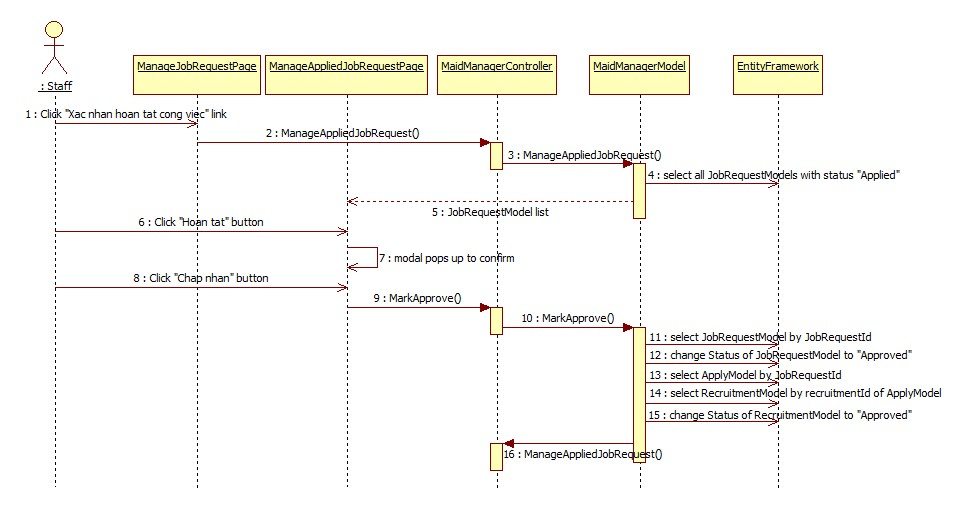 : Staff
ManageJobRequestPage
ManageAppliedJobRequestPage
MaidManagerController
MaidManagerModel
EntityFramework
1 : Click "Xac nhan hoan tat cong viec" link
2 : ManageAppliedJobRequest()
3 : ManageAppliedJobRequest()
4 : select all JobRequestModels with status "Applied"
5 : JobRequestModel list
6 : Click "Hoan tat" button
7 : modal pops up to confirm
8 : Click "Chap nhan" button
9 : MarkApprove()
10 : MarkApprove()
11 : select JobRequestModel by JobRequestId
12 : change Status of JobRequestModel to "Approved"
13 : select ApplyModel by JobRequestId
14 : select RecruitmentModel by recruitmentId of ApplyModel
15 : change Status of RecruitmentModel to "Approved"
16 : ManageAppliedJobRequest()